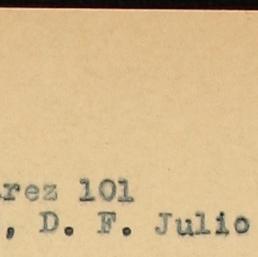 rez 101
, D. F. Julio